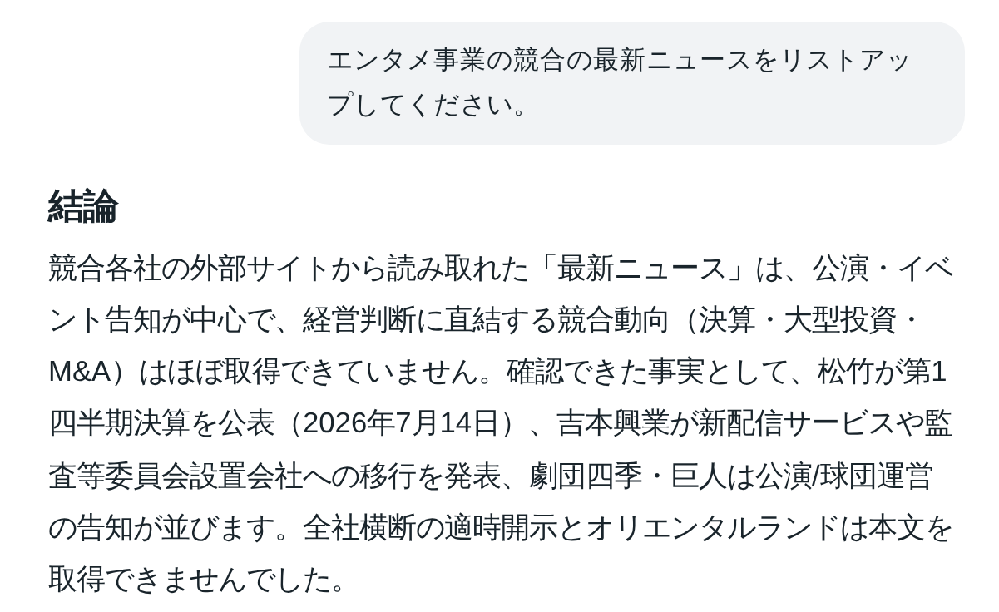 エンタメ事業の競合の最新ニュースをリストアッ
プしてください。
結論
競合各社の外部サイトから読み取れた「最新ニュース」は、公演・イベ
ント告知が中心で、経営判断に直結する競合動向（決算・大型投資・
M&A）はほぼ取得できていません。確認できた事実として、松竹が第1
四半期決算を公表（2026年7月14日）、吉本興業が新配信サービスや監
査等委員会設置会社への移行を発表、劇団四季・巨人は公演/球団運営
の告知が並びます。全社横断の適時開示とオリエンタルランドは本文を
取得できませんでした。